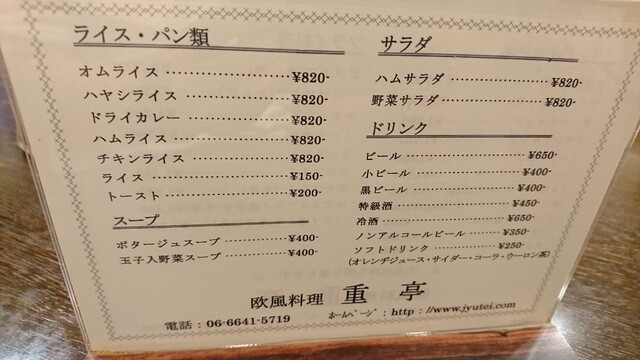 ライス・パン類
オムライス ………………… ¥820-
ハヤシライス ……………… ¥820-
ドライカレー ……………… ¥820-
ハムライス ………………… ¥820-
チキンライス ……………… ¥820-
ライス ……………………… ¥150-
トースト …………………… ¥200-
スープ
ポタージュスープ ………… ¥400-
玉子入野菜スープ ………… ¥400-
サラダ
ハムサラダ ………………… ¥820-
野菜サラダ ………………… ¥820-
ドリンク
ビール ……………………… ¥650-
小ビール …………………… ¥400-
黒ビール …………………… ¥400-
特級酒 ……………………… ¥450-
冷酒 ………………………… ¥650-
ノンアルコールビール …… ¥350-
ソフトドリンク …………… ¥250-
(オレンヂジュース・サイダー・コーラ・ウーロン茶)
欧風料理 重 亭
電話：06-6641-5719 ﾎｰﾑﾍﾟｰｼﾞ：http：//www.jyutei.com